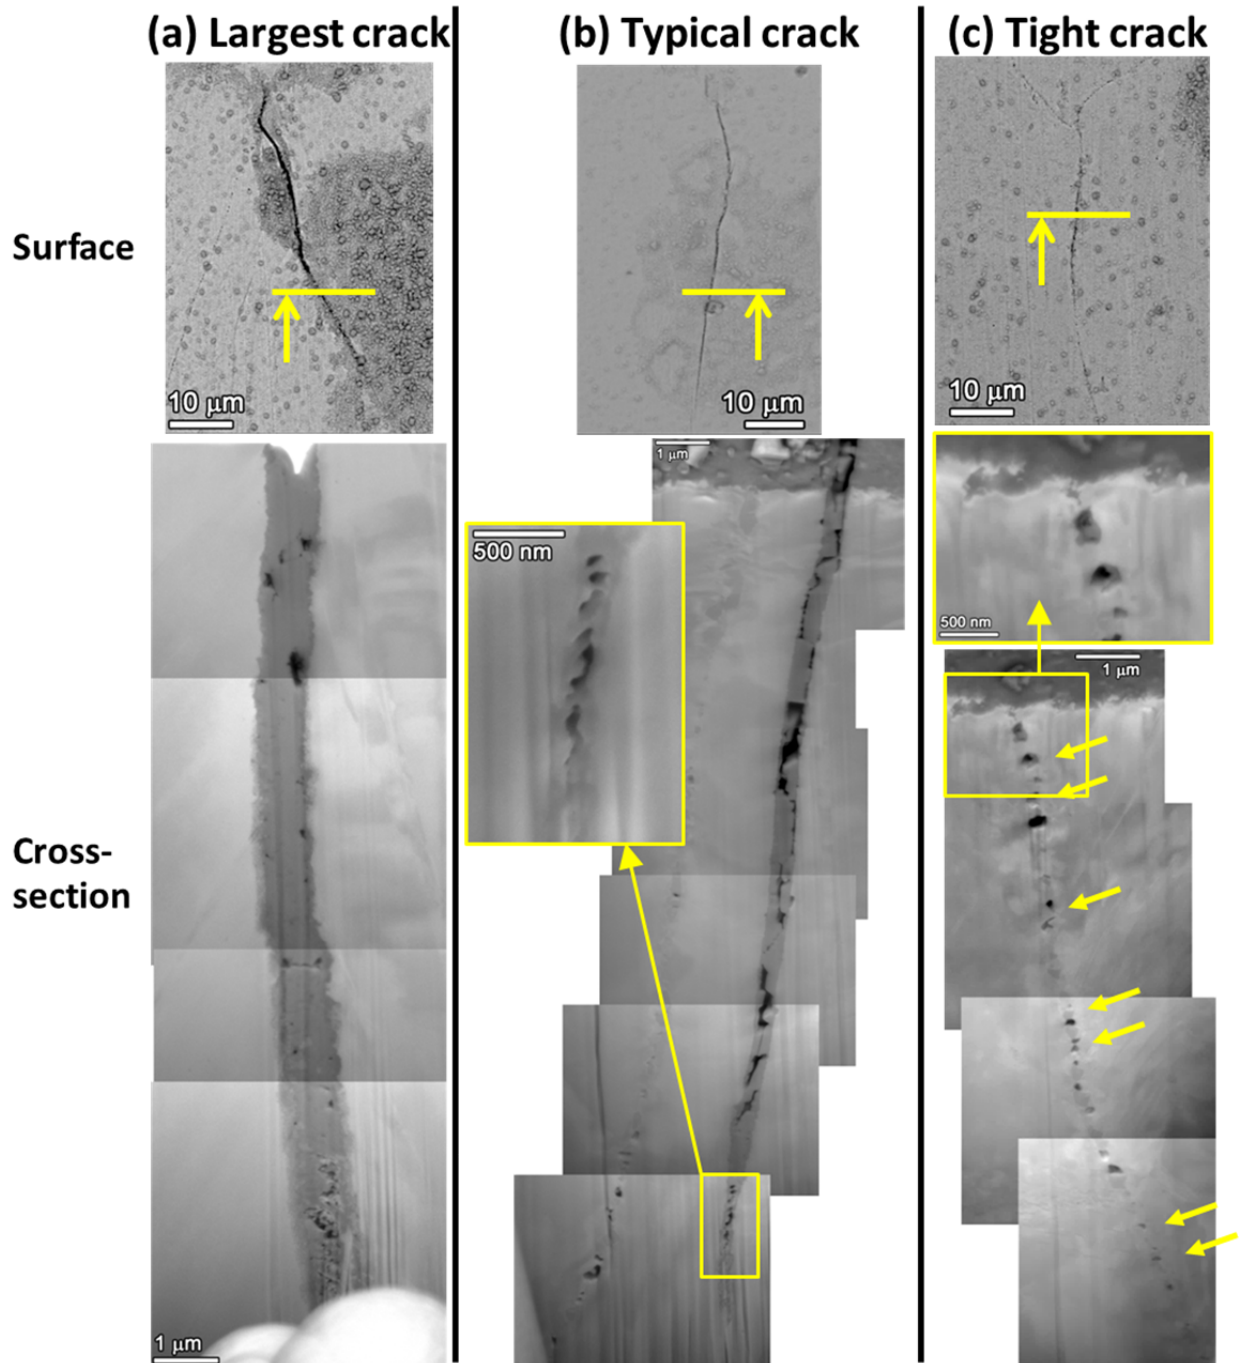 (a) Largest crack
(b) Typical crack
(c) Tight crack
Surface
10 μm
10 μm
10 μm
1 μm
500 nm
500 nm
1 μm
Cross-
section
1 μm